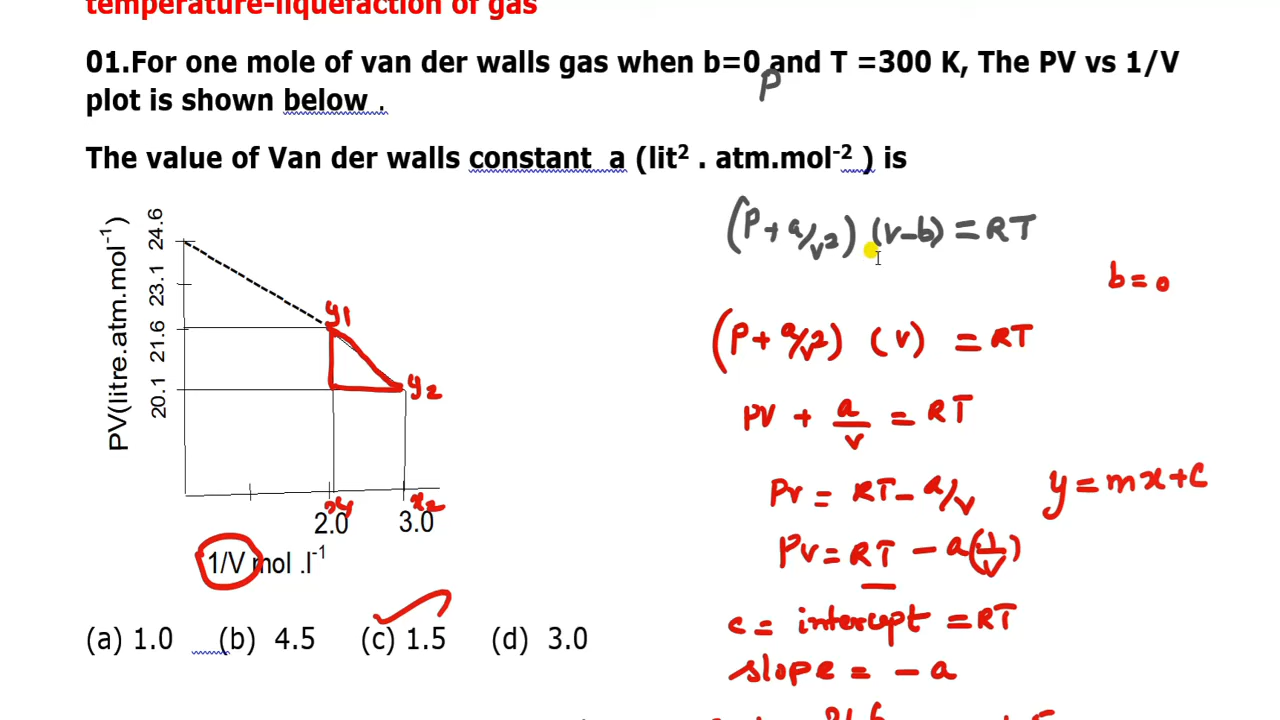 temperature-liquefaction of gas
01.For one mole of van der walls gas when b=0 and T =300 K, The PV vs 1/V
P
plot is shown below .
The value of Van der walls constant a (lit² . atm.mol⁻² ) is
(P + a/v²) (v-b) = RT
b = 0
(P + a/v²) (v) = RT
PV + a/v = RT
Pv = RT - a/v
y = mx + c
Pv = RT - a(1/v)
c = intercept = RT
slope = - a
PV(litre.atm.mol⁻¹)
24.6
23.1
21.6
20.1
y1
y2
x1
x2
2.0
3.0
1/V mol .l⁻¹
(a) 1.0 (b) 4.5 (c) 1.5 (d) 3.0